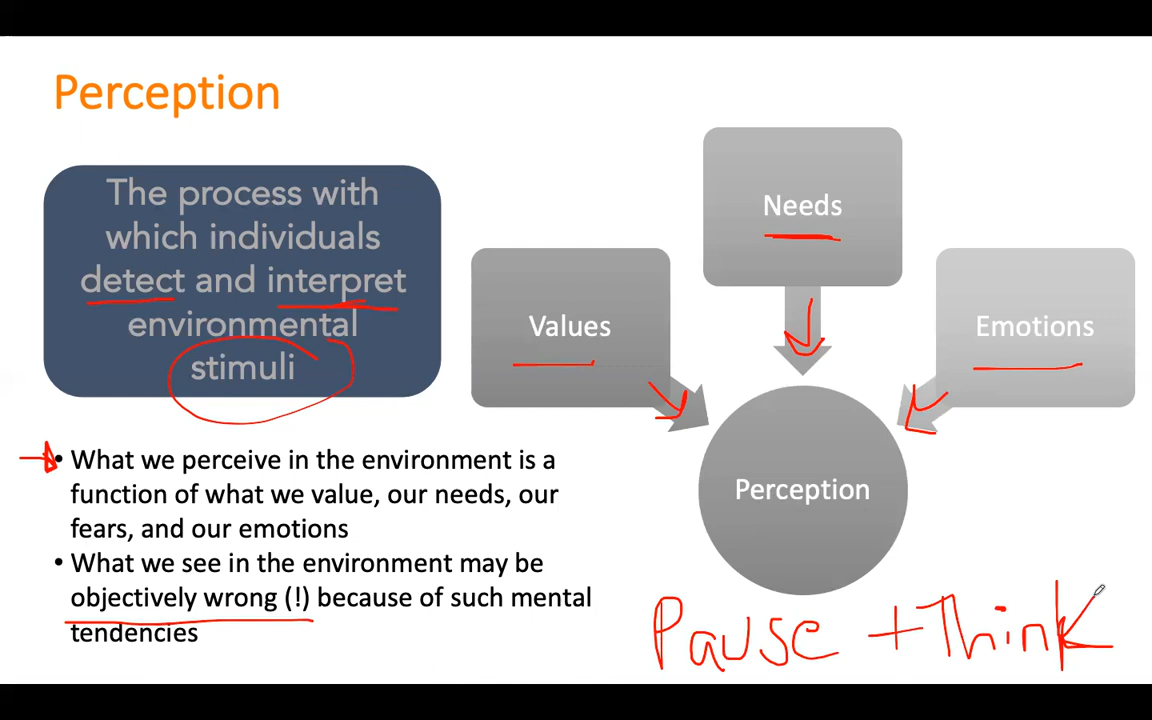 Perception
The process with
which individuals
detect and interpret
environmental
stimuli
Needs
Values
Emotions
Perception
• What we perceive in the environment is a
function of what we value, our needs, our
fears, and our emotions
• What we see in the environment may be
objectively wrong (!) because of such mental
tendencies
Pause + Think